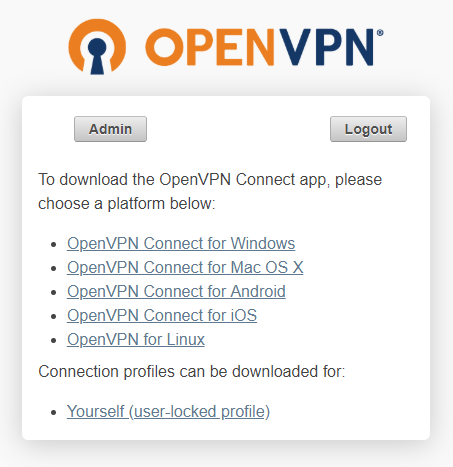 OPENVPN®
Admin Logout
To download the OpenVPN Connect app, please
choose a platform below:
• OpenVPN Connect for Windows
• OpenVPN Connect for Mac OS X
• OpenVPN Connect for Android
• OpenVPN Connect for iOS
• OpenVPN for Linux
Connection profiles can be downloaded for:
• Yourself (user-locked profile)